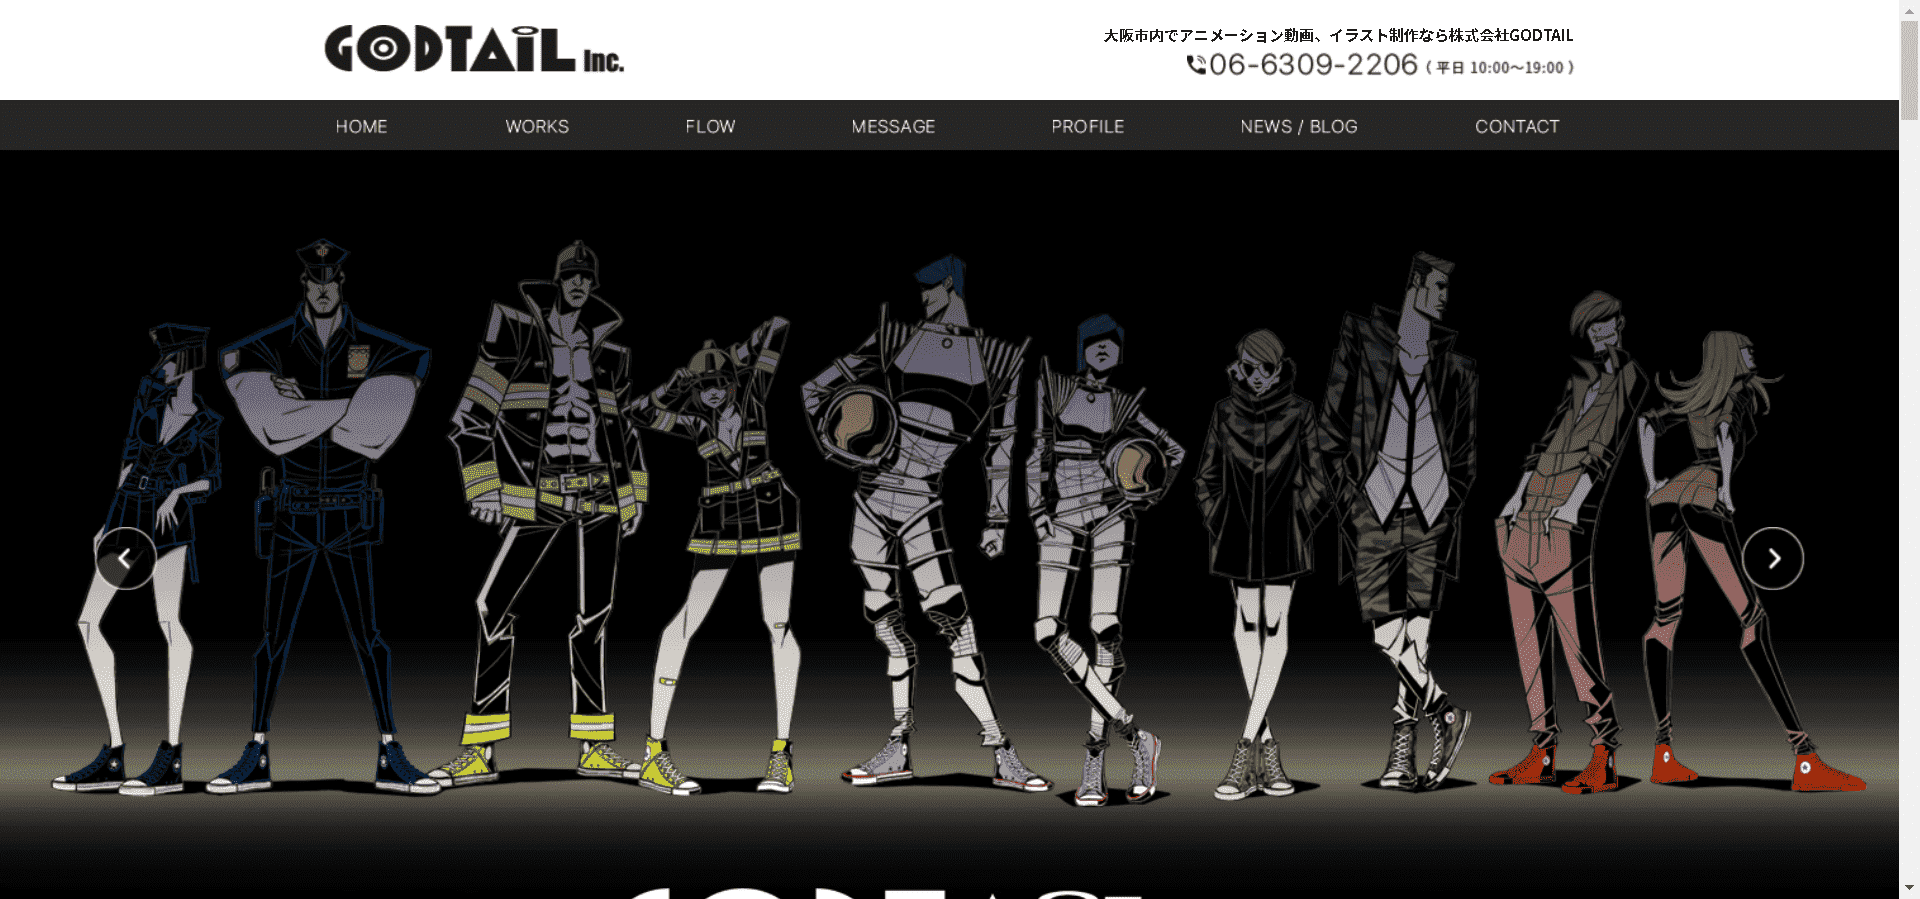 GODTAiL Inc.
大阪市内でアニメーション動画、イラスト制作なら株式会社GODTAIL
06-6309-2206 ( 平日 10:00〜19:00 )
HOME WORKS FLOW MESSAGE PROFILE NEWS / BLOG CONTACT